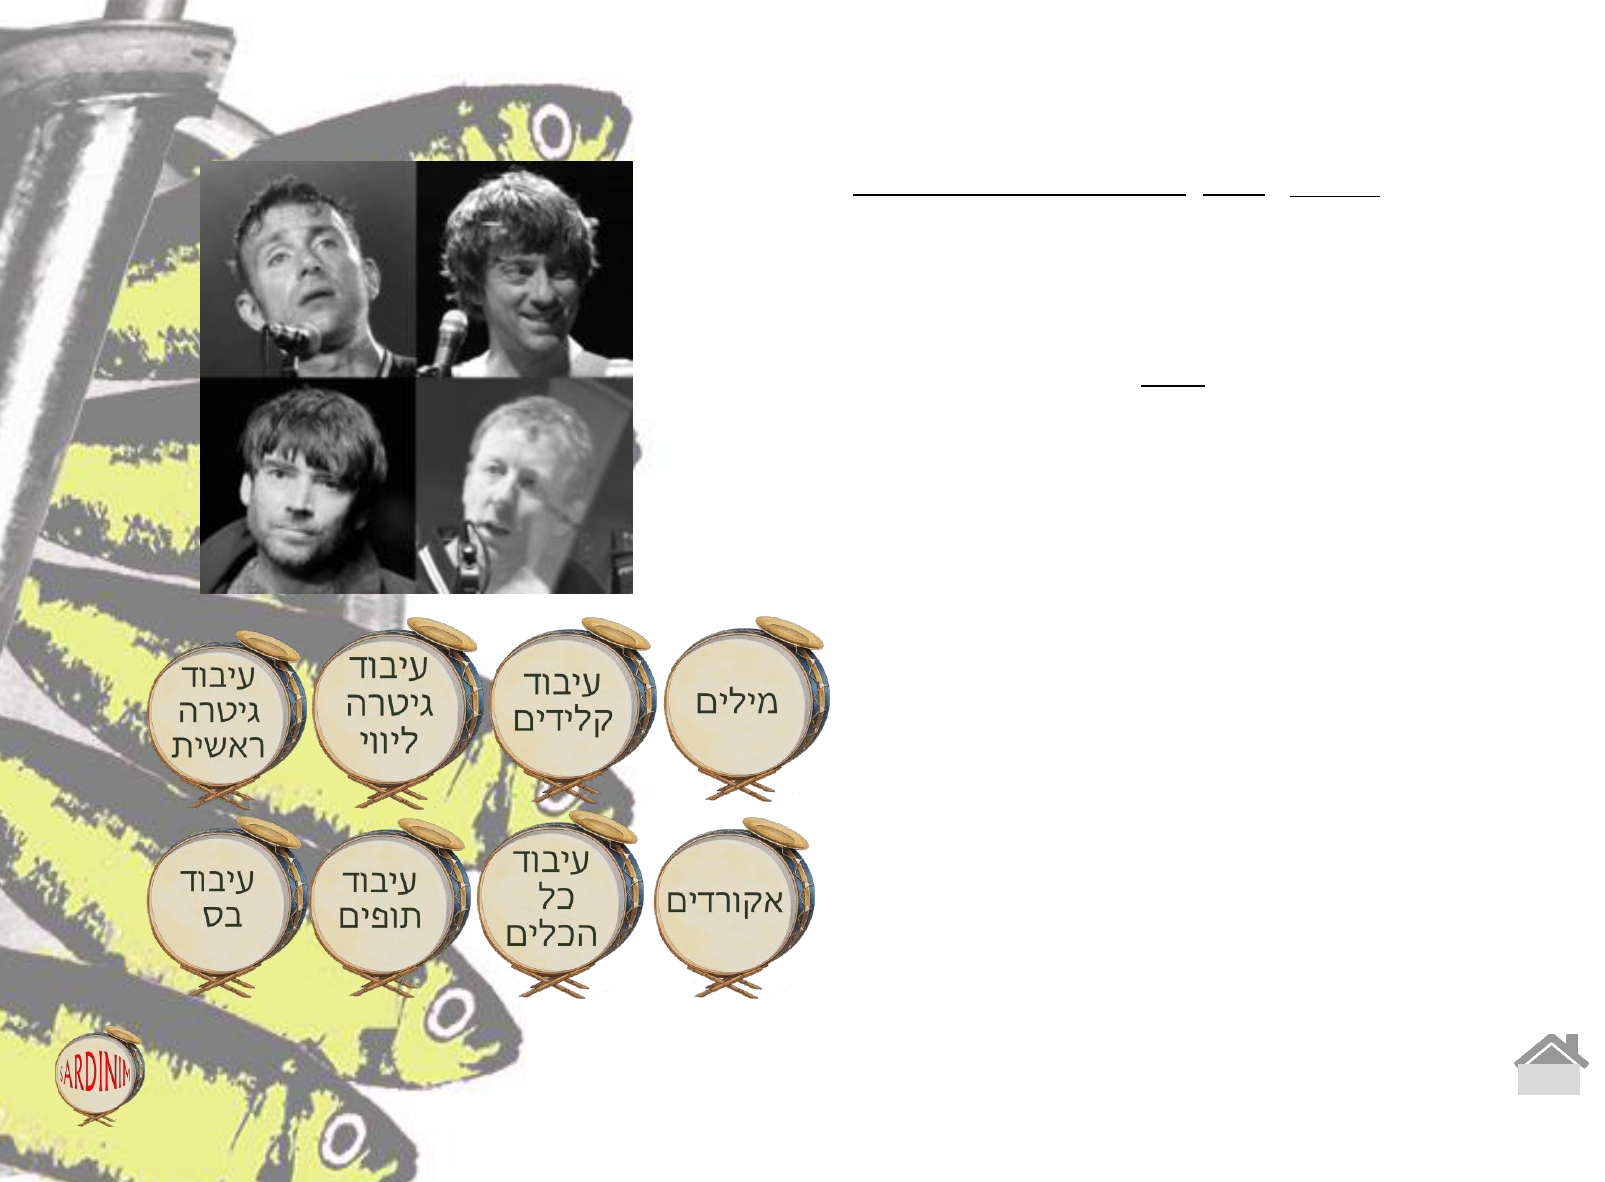 מילים
עיבוד
קלידים
עיבוד
גיטרה
ליווי
עיבוד
גיטרה
ראשית
אקורדים
עיבוד
כל
הכלים
עיבוד
תופים
עיבוד
בס
SARDINIM